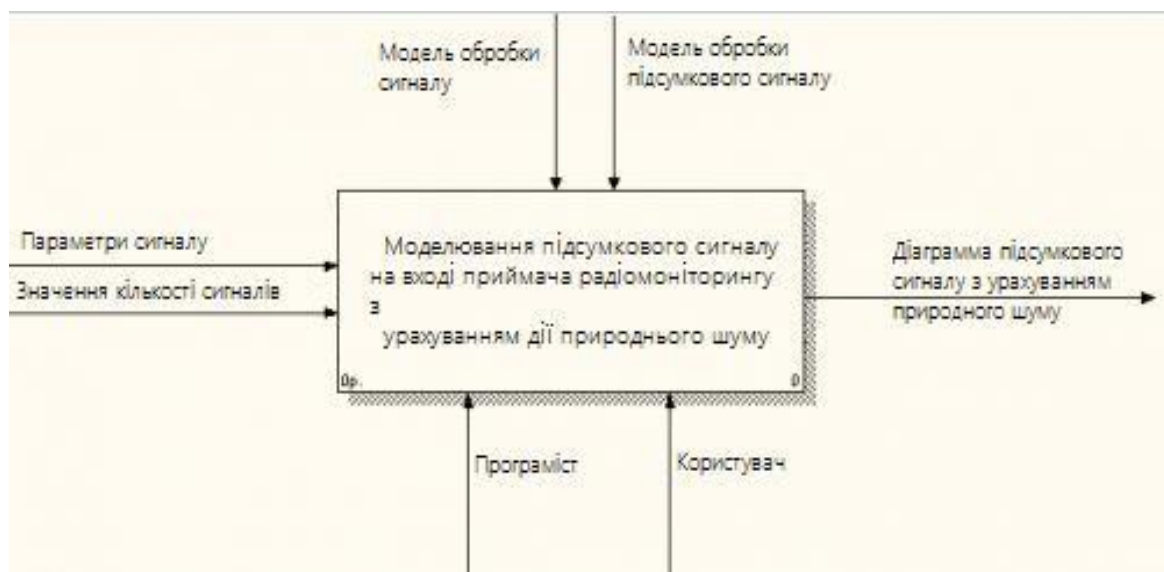 Модель обробки
сигналу
Модель обробки
підсумкового сигналу
Параметри сигналу
Значення кількості сигналів
Моделювання підсумкового сигналу
на вході приймача радіомоніторингу
з
урахуванням дії природнього шуму
0р.
0
Діаграмма підсумкового
сигналу з урахуванням
природного шуму
Програміст
Користувач